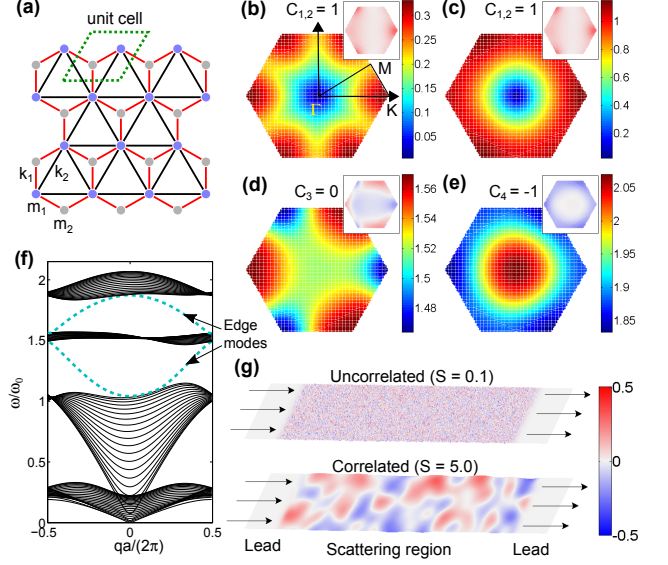 (a)
unit cell
k₁
k₂
m₁
m₂
(b)
C₁,₂ = 1
M
Γ
K
0.3
0.25
0.2
0.15
0.1
0.05
(c)
C₁,₂ = 1
1
0.8
0.6
0.4
0.2
(d)
C₃ = 0
1.56
1.54
1.52
1.5
1.48
(e)
C₄ = -1
2.05
2
1.95
1.9
1.85
(f)
2
1.5
1
0.5
0
ω/ω₀
Edge
modes
-0.5
0
0.5
qa/(2π)
(g)
Uncorrelated (S = 0.1)
Correlated (S = 5.0)
Lead
Scattering region
Lead
0.5
0
-0.5